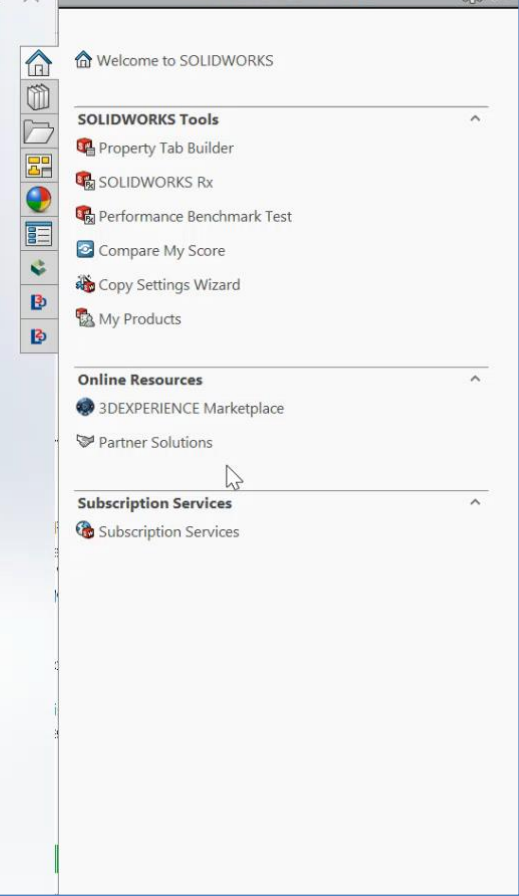 Welcome to SOLIDWORKS
SOLIDWORKS Tools
Property Tab Builder
SOLIDWORKS Rx
Performance Benchmark Test
Compare My Score
Copy Settings Wizard
My Products
Online Resources
3DEXPERIENCE Marketplace
Partner Solutions
Subscription Services
Subscription Services